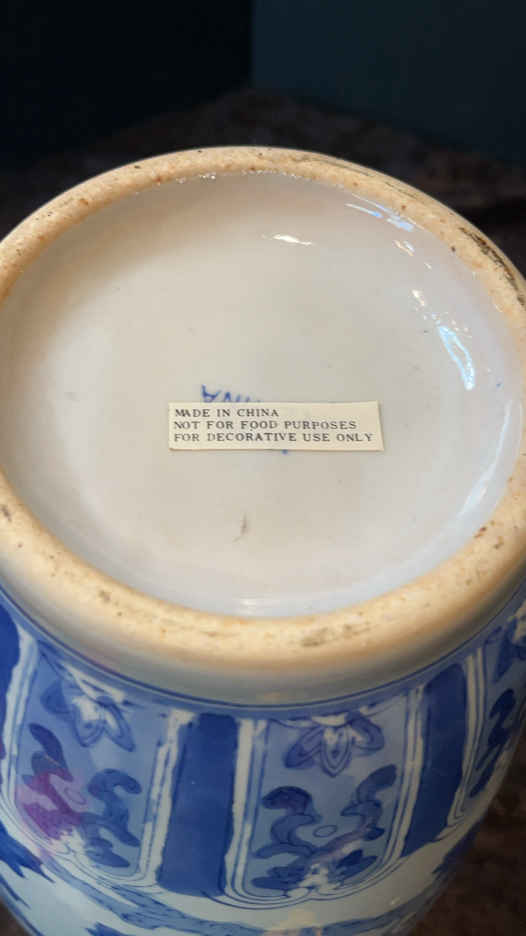 MADE IN CHINA
NOT FOR FOOD PURPOSES
FOR DECORATIVE USE ONLY